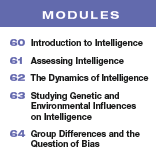 MODULES
60 Introduction to Intelligence
61 Assessing Intelligence
62 The Dynamics of Intelligence
63 Studying Genetic and
Environmental Influences
on Intelligence
64 Group Differences and the
Question of Bias